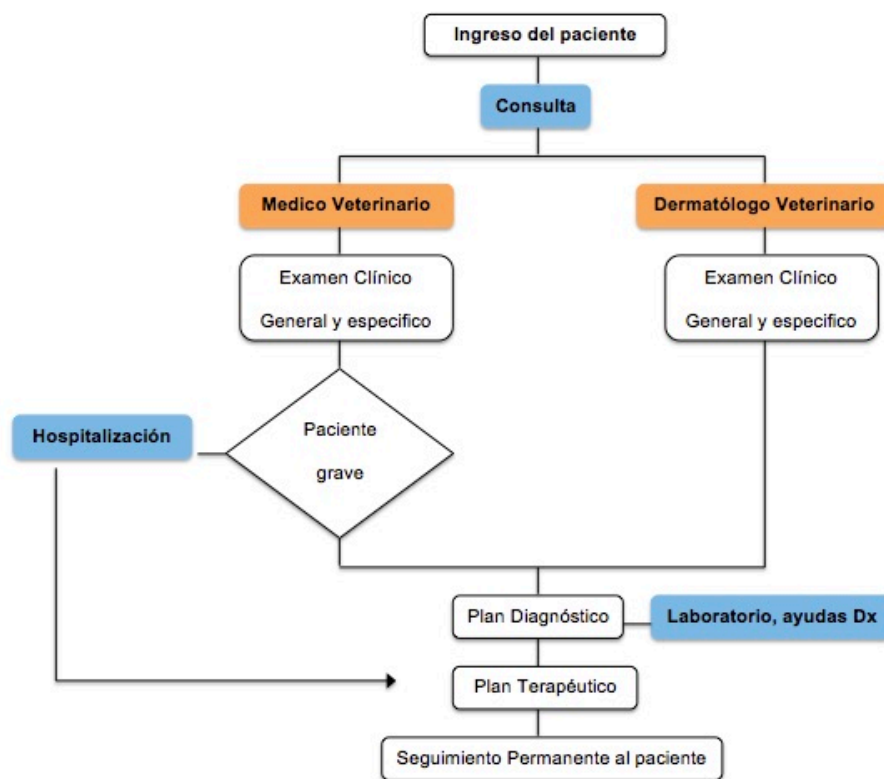 Ingreso del paciente
Consulta
Medico Veterinario
Dermatólogo Veterinario
Examen Clínico
General y especifico
Examen Clínico
General y especifico
Hospitalización
Paciente
grave
Plan Diagnóstico
Laboratorio, ayudas Dx
Plan Terapéutico
Seguimiento Permanente al paciente